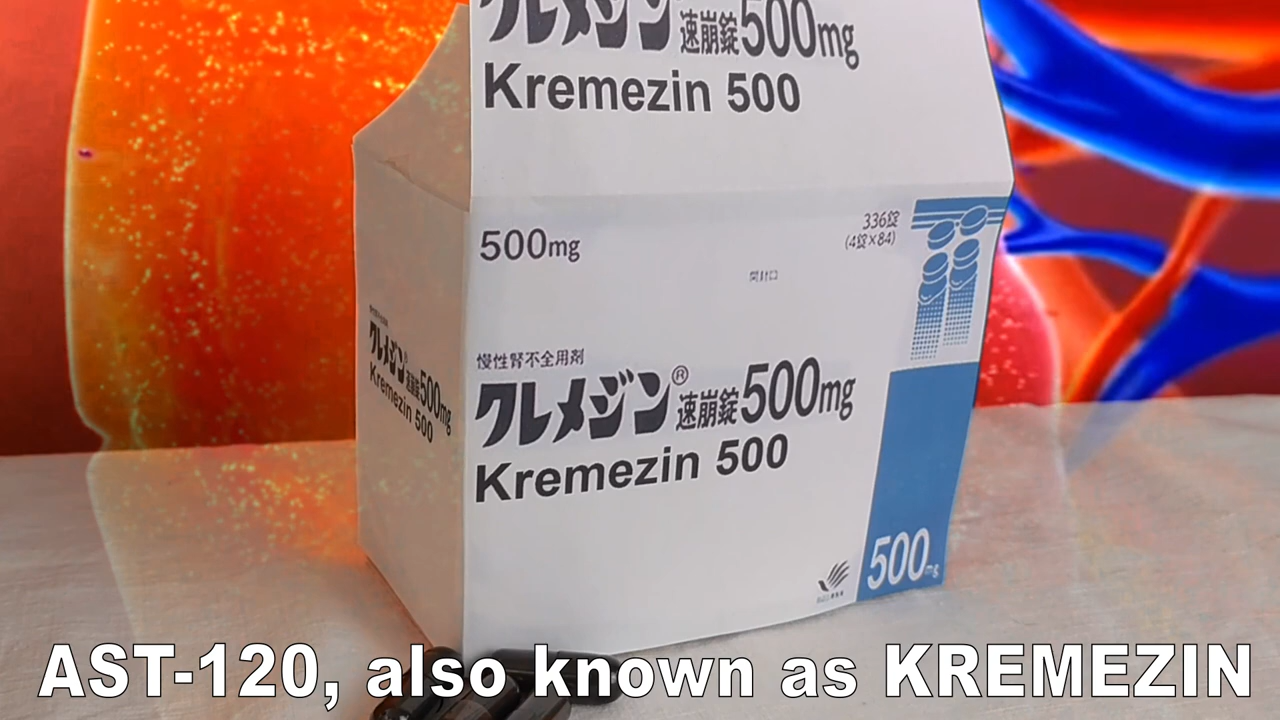 クレメジン 速崩錠500mg
Kremezin 500
500mg
336錠
(4錠×84)
開封口
慢性腎不全用剤
クレメジン® 速崩錠500mg
Kremezin 500
クレメジン® 速崩錠500mg
Kremezin 500
500mg
AST-120, also known as KREMEZIN